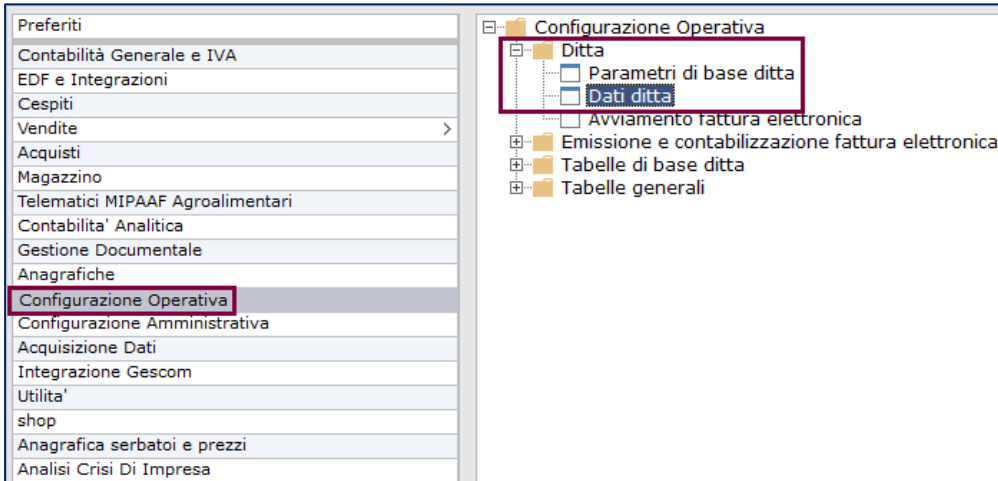 Preferiti
Contabilità Generale e IVA
EDF e Integrazioni
Cespiti
Vendite >
Acquisti
Magazzino
Telematici MIPAAF Agroalimentari
Contabilita' Analitica
Gestione Documentale
Anagrafiche
Configurazione Operativa
Configurazione Amministrativa
Acquisizione Dati
Integrazione Gescom
Utilita'
shop
Anagrafica serbatoi e prezzi
Analisi Crisi Di Impresa
Configurazione Operativa
Ditta
Parametri di base ditta
Dati ditta
Avviamento fattura elettronica
Emissione e contabilizzazione fattura elettronica
Tabelle di base ditta
Tabelle generali